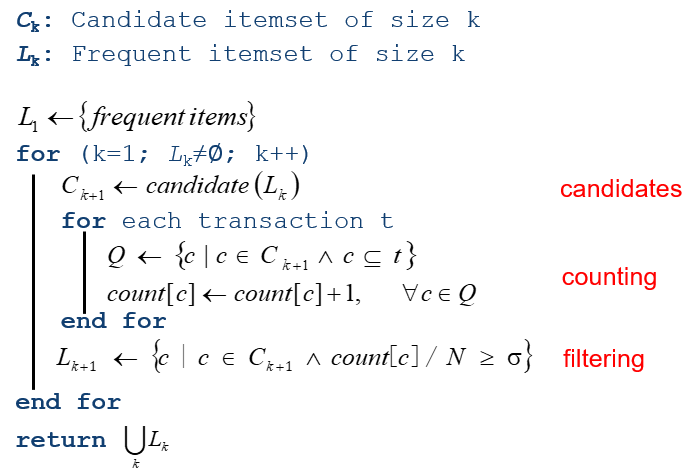 Cₖ: Candidate itemset of size k
Lₖ: Frequent itemset of size k
L₁ ← {frequent items}
for (k=1; Lₖ≠Ø; k++)
Cₖ₊₁ ← candidate(Lₖ) candidates
for each transaction t
Q ← {c | c ∈ Cₖ₊₁ ∧ c ⊆ t}
counting
count[c] ← count[c]+1, ∀c∈Q
end for
Lₖ₊₁ ← {c | c ∈ Cₖ₊₁ ∧ count[c] / N ≥ σ} filtering
end for
return ⋃ₖ Lₖ